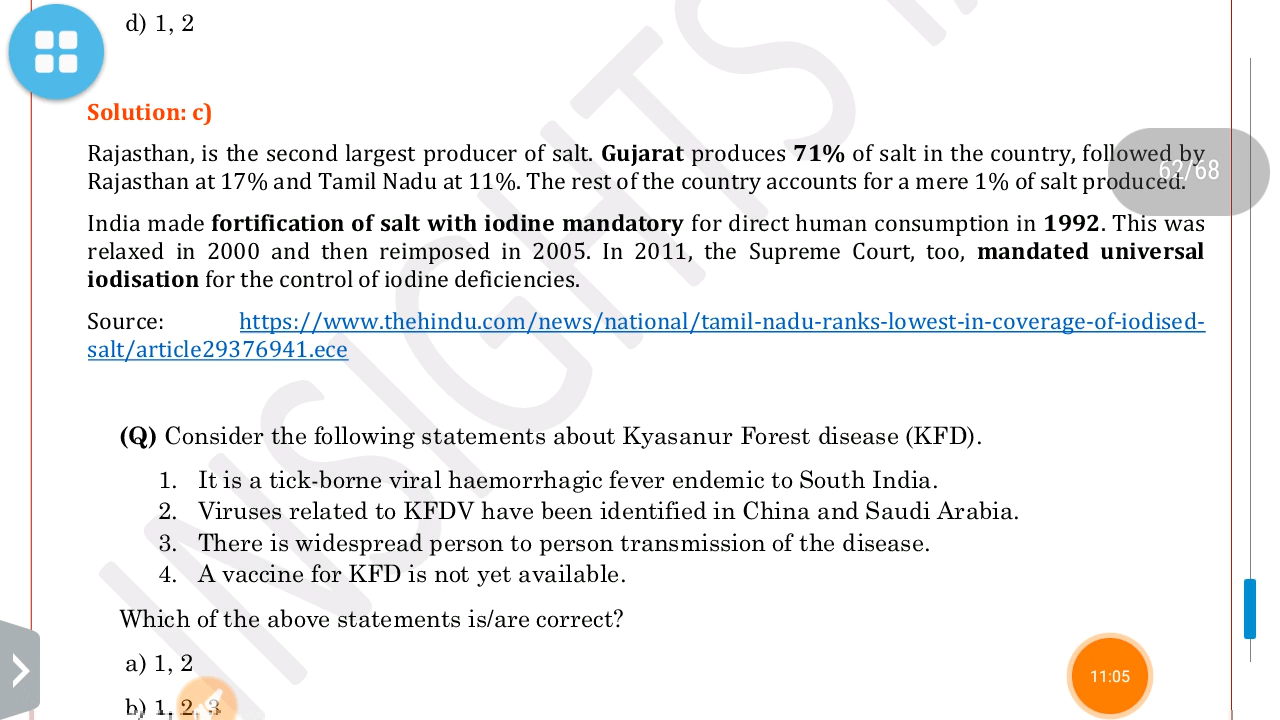 d) 1, 2
Solution: c)
Rajasthan, is the second largest producer of salt. Gujarat produces 71% of salt in the country, followed by
Rajasthan at 17% and Tamil Nadu at 11%. The rest of the country accounts for a mere 1% of salt produced.
62/68
India made fortification of salt with iodine mandatory for direct human consumption in 1992. This was
relaxed in 2000 and then reimposed in 2005. In 2011, the Supreme Court, too, mandated universal
iodisation for the control of iodine deficiencies.
Source: https://www.thehindu.com/news/national/tamil-nadu-ranks-lowest-in-coverage-of-iodised-
salt/article29376941.ece
(Q) Consider the following statements about Kyasanur Forest disease (KFD).
1. It is a tick-borne viral haemorrhagic fever endemic to South India.
2. Viruses related to KFDV have been identified in China and Saudi Arabia.
3. There is widespread person to person transmission of the disease.
4. A vaccine for KFD is not yet available.
Which of the above statements is/are correct?
a) 1, 2
11:05
b) 1, 2, 3
INSIGHTS